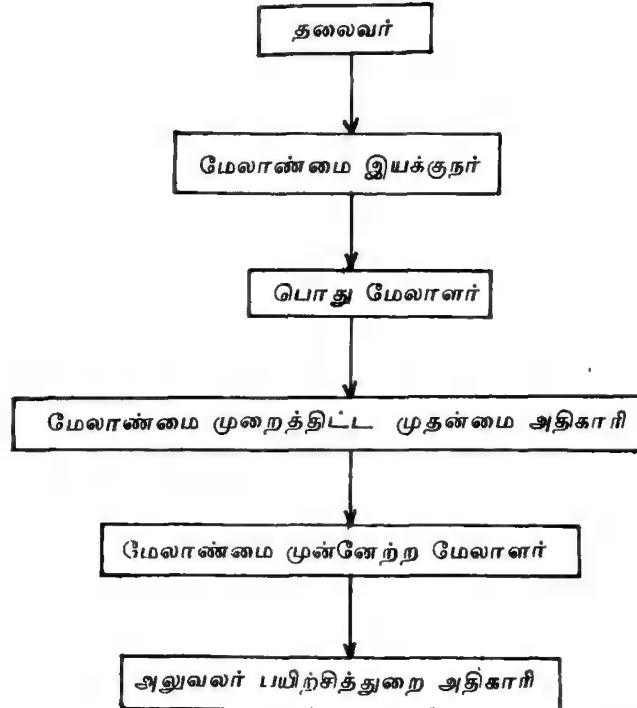 தலைவர்
மேலாண்மை இயக்குநர்
பொது மேலாளர்
மேலாண்மை முறைத்திட்ட முதன்மை அதிகாரி
மேலாண்மை முன்னேற்ற மேலாளர்
அலுவலர் பயிற்சித்துறை அதிகாரி